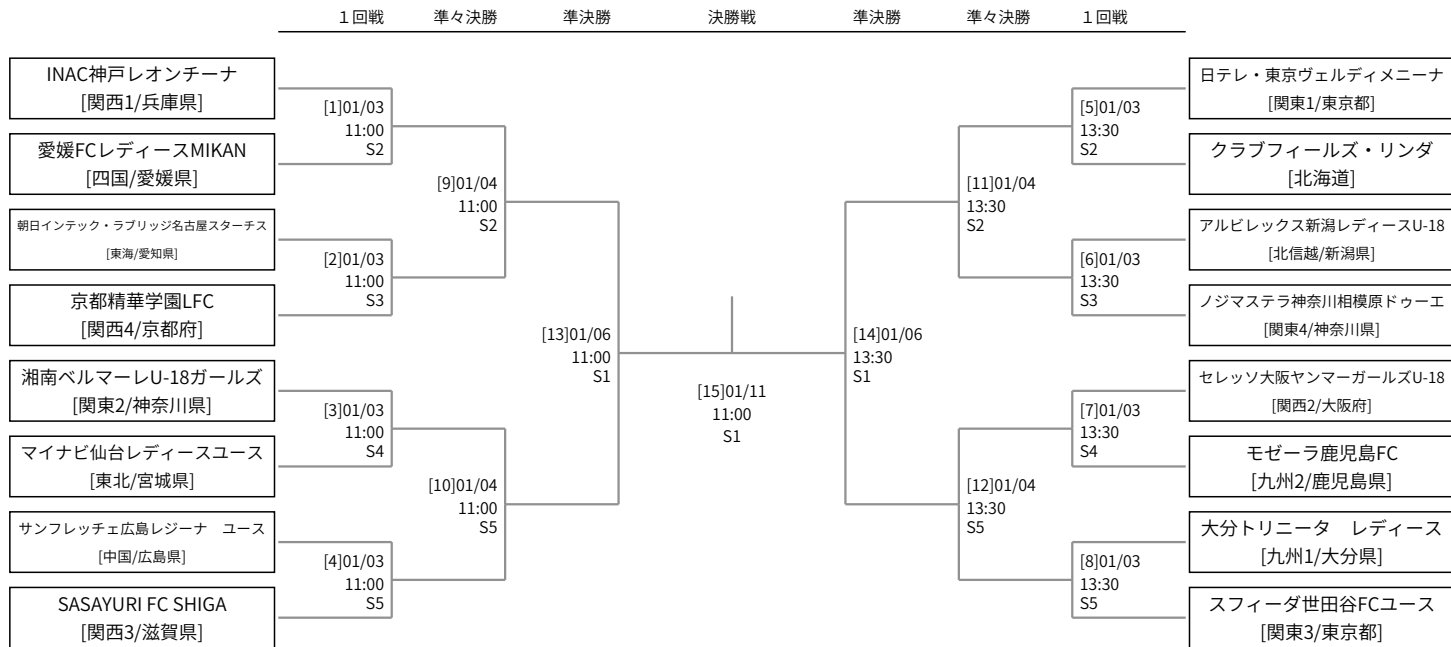 １回戦
準々決勝
準決勝
決勝戦
準決勝
準々決勝
１回戦
INAC神戸レオンチーナ
[関西1/兵庫県]
愛媛FCレディースMIKAN
[四国/愛媛県]
朝日インテック・ラブリッジ名古屋スターチス
[東海/愛知県]
京都精華学園LFC
[関西4/京都府]
湘南ベルマーレU-18ガールズ
[関東2/神奈川県]
マイナビ仙台レディースユース
[東北/宮城県]
サンフレッチェ広島レジーナ　ユース
[中国/広島県]
SASAYURI FC SHIGA
[関西3/滋賀県]
[1]01/03
11:00
S2
[2]01/03
11:00
S3
[3]01/03
11:00
S4
[4]01/03
11:00
S5
[9]01/04
11:00
S2
[10]01/04
11:00
S5
[13]01/06
11:00
S1
[15]01/11
11:00
S1
[14]01/06
13:30
S1
[11]01/04
13:30
S2
[12]01/04
13:30
S5
[5]01/03
13:30
S2
[6]01/03
13:30
S3
[7]01/03
13:30
S4
[8]01/03
13:30
S5
日テレ・東京ヴェルディメニーナ
[関東1/東京都]
クラブフィールズ・リンダ
[北海道]
アルビレックス新潟レディースU-18
[北信越/新潟県]
ノジマステラ神奈川相模原ドゥーエ
[関東4/神奈川県]
セレッソ大阪ヤンマーガールズU-18
[関西2/大阪府]
モゼーラ鹿児島FC
[九州2/鹿児島県]
大分トリニータ　レディース
[九州1/大分県]
スフィーダ世田谷FCユース
[関東3/東京都]